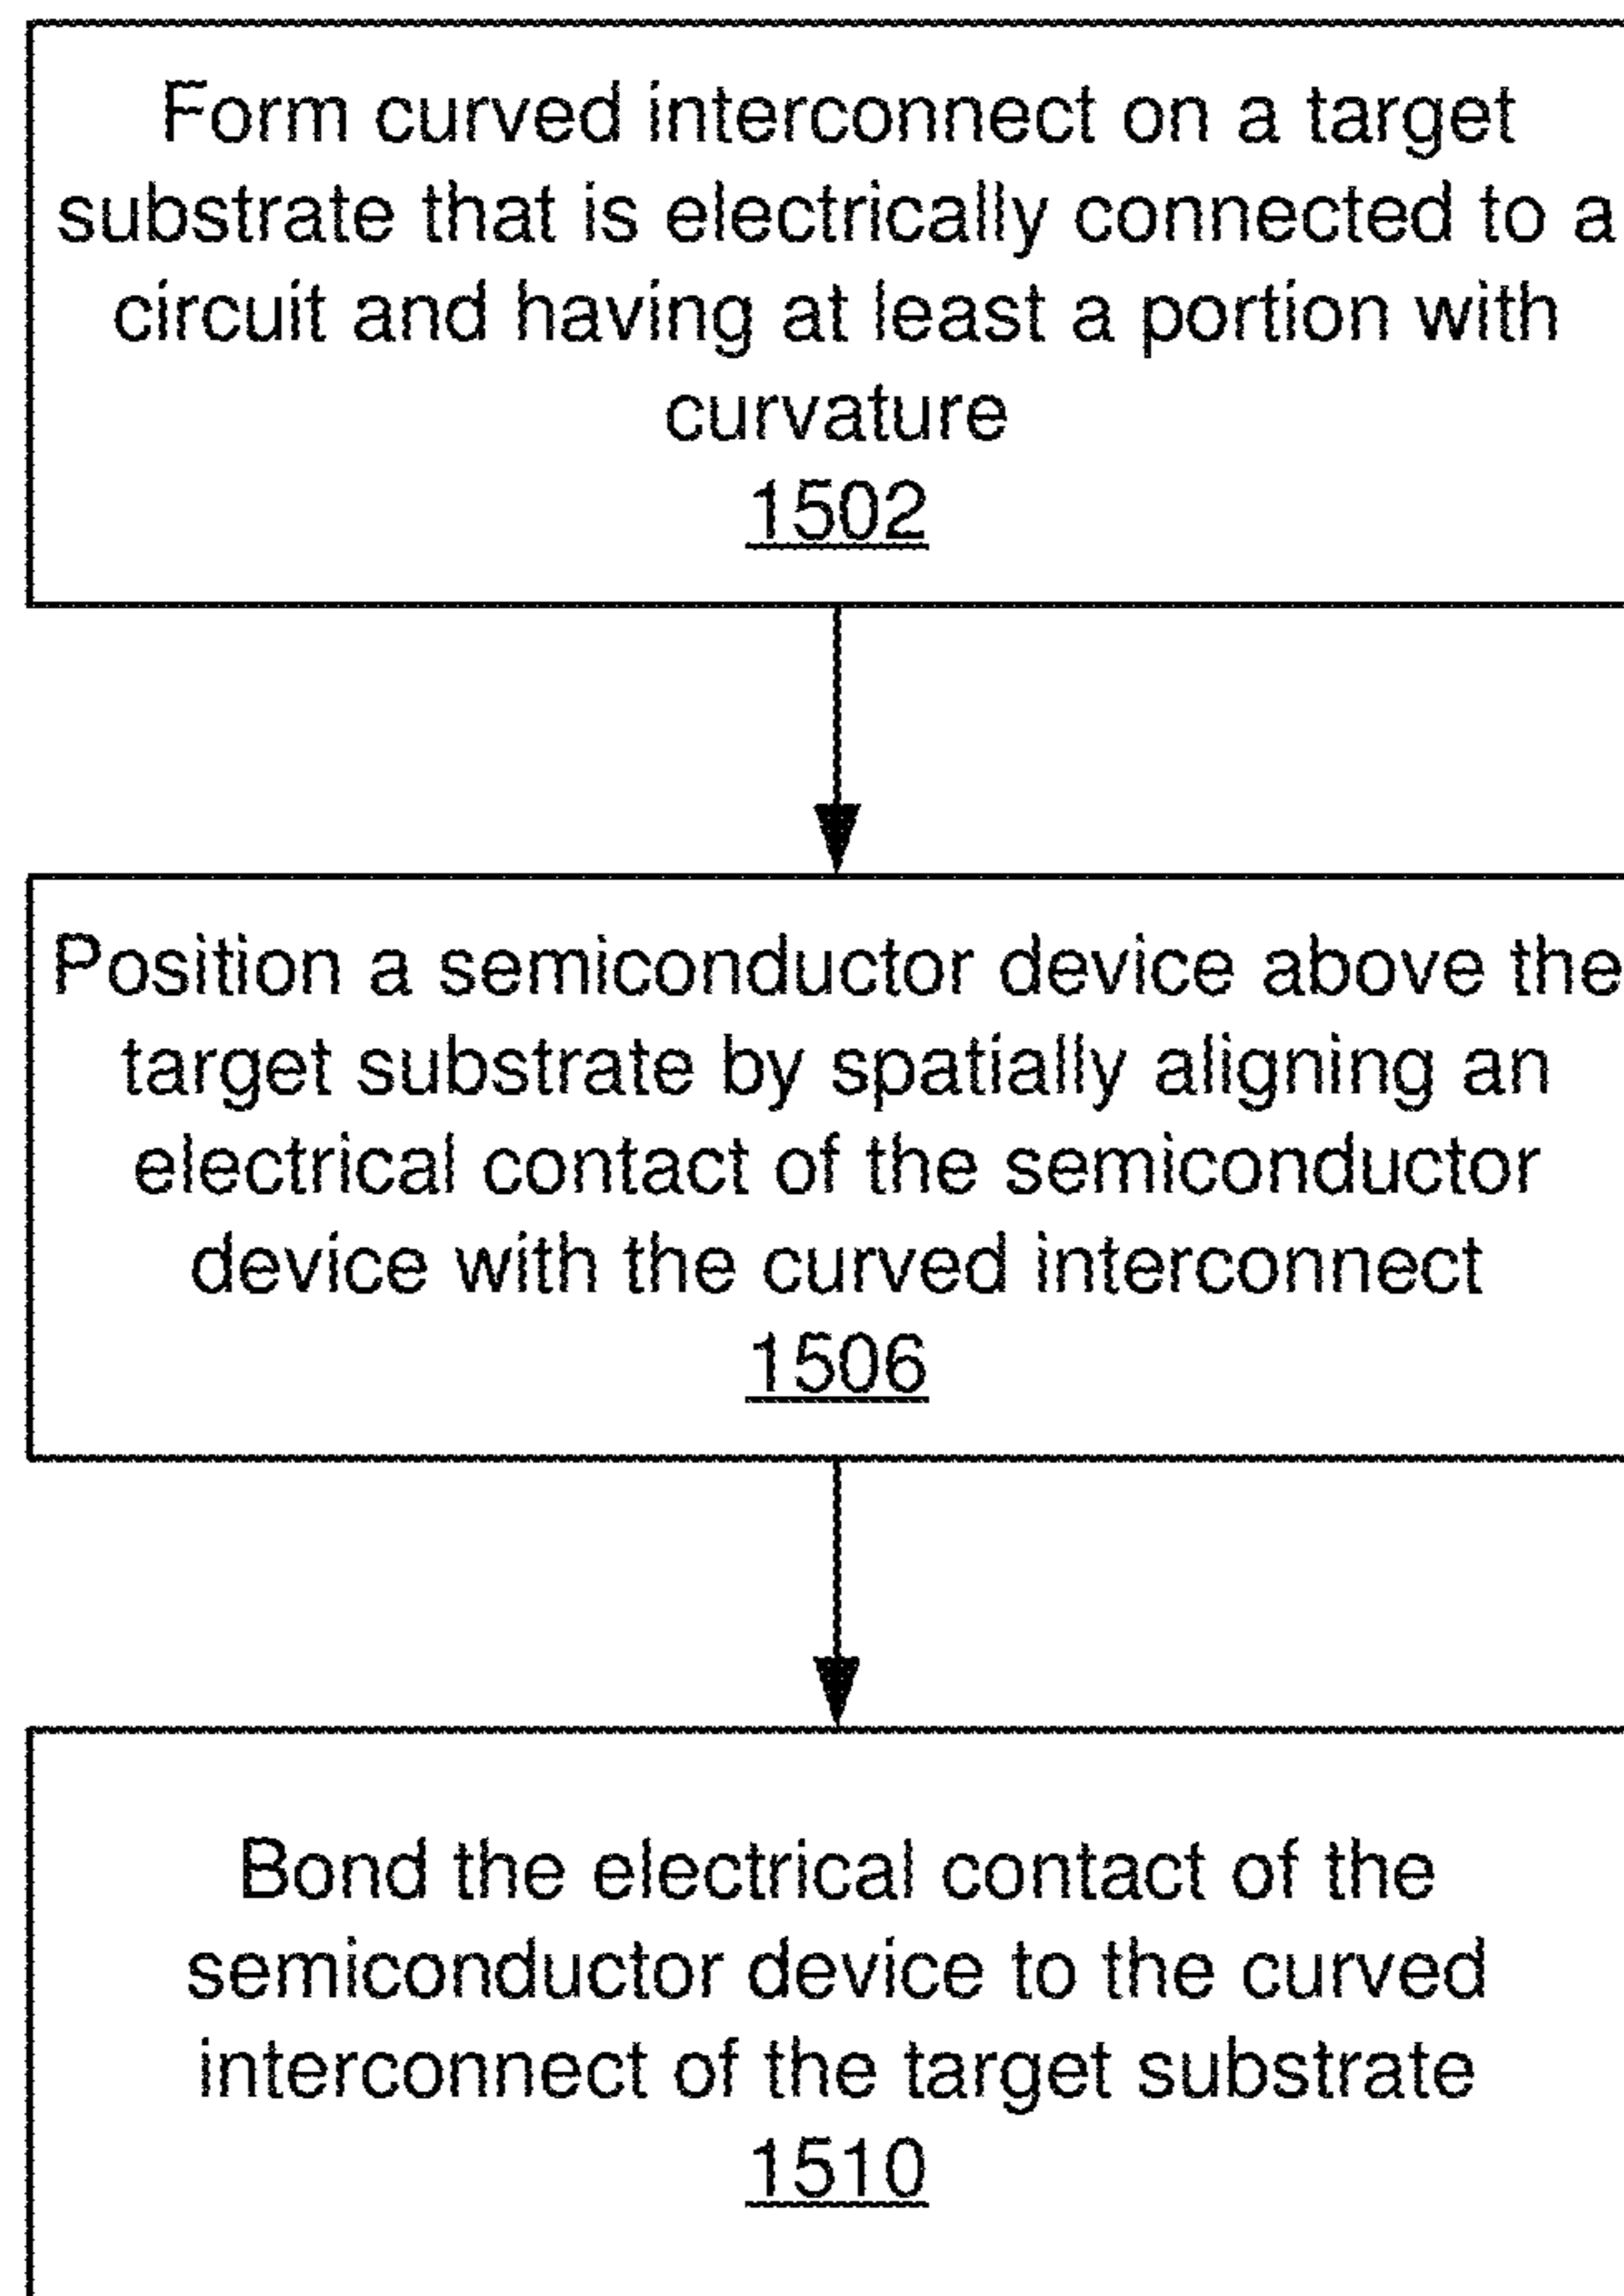 Form curved interconnect on a target
substrate that is electrically connected to a
circuit and having at least a portion with
curvature
1502
Position a semiconductor device above the
target substrate by spatially aligning an
electrical contact of the semiconductor
device with the curved interconnect
1506
Bond the electrical contact of the
semiconductor device to the curved
interconnect of the target substrate
1510